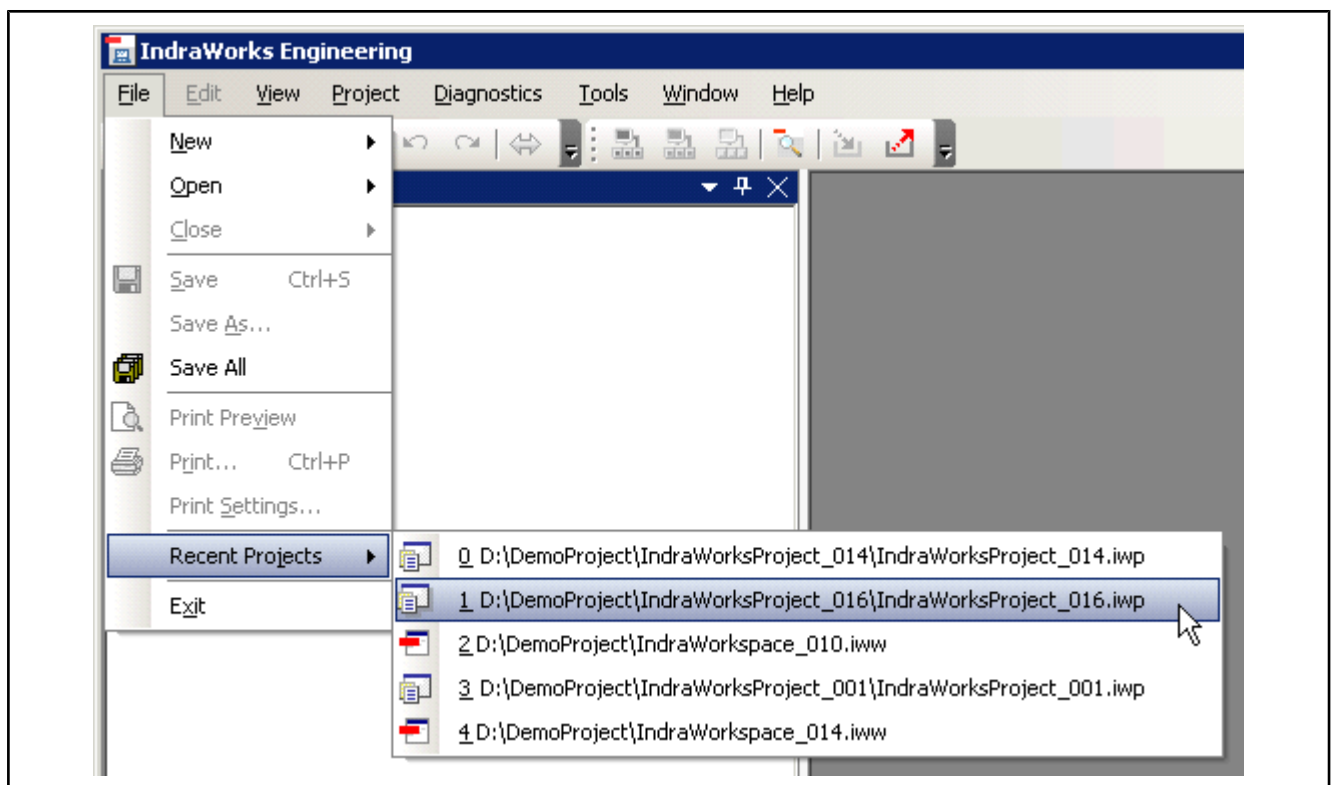 IndraWorks Engineering
File Edit View Project Diagnostics Tools Window Help
New
Open
Close
Save Ctrl+S
Save As...
Save All
Print Preview
Print... Ctrl+P
Print Settings...
Recent Projects
0 D:\DemoProject\IndraWorksProject_014\IndraWorksProject_014.iwp
1 D:\DemoProject\IndraWorksProject_016\IndraWorksProject_016.iwp
2 D:\DemoProject\IndraWorkspace_010.iww
3 D:\DemoProject\IndraWorksProject_001\IndraWorksProject_001.iwp
4 D:\DemoProject\IndraWorkspace_014.iww
Exit